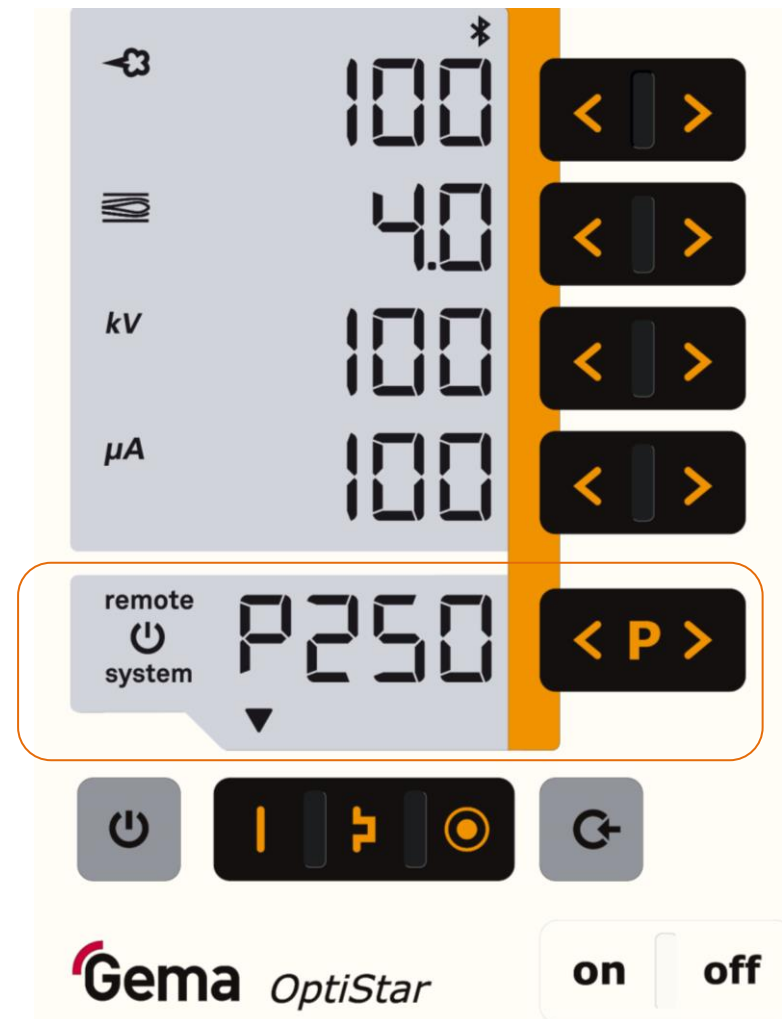 100
4.0
kV 100
µA 100
remote
system
P250
P
Gema OptiStar
on off